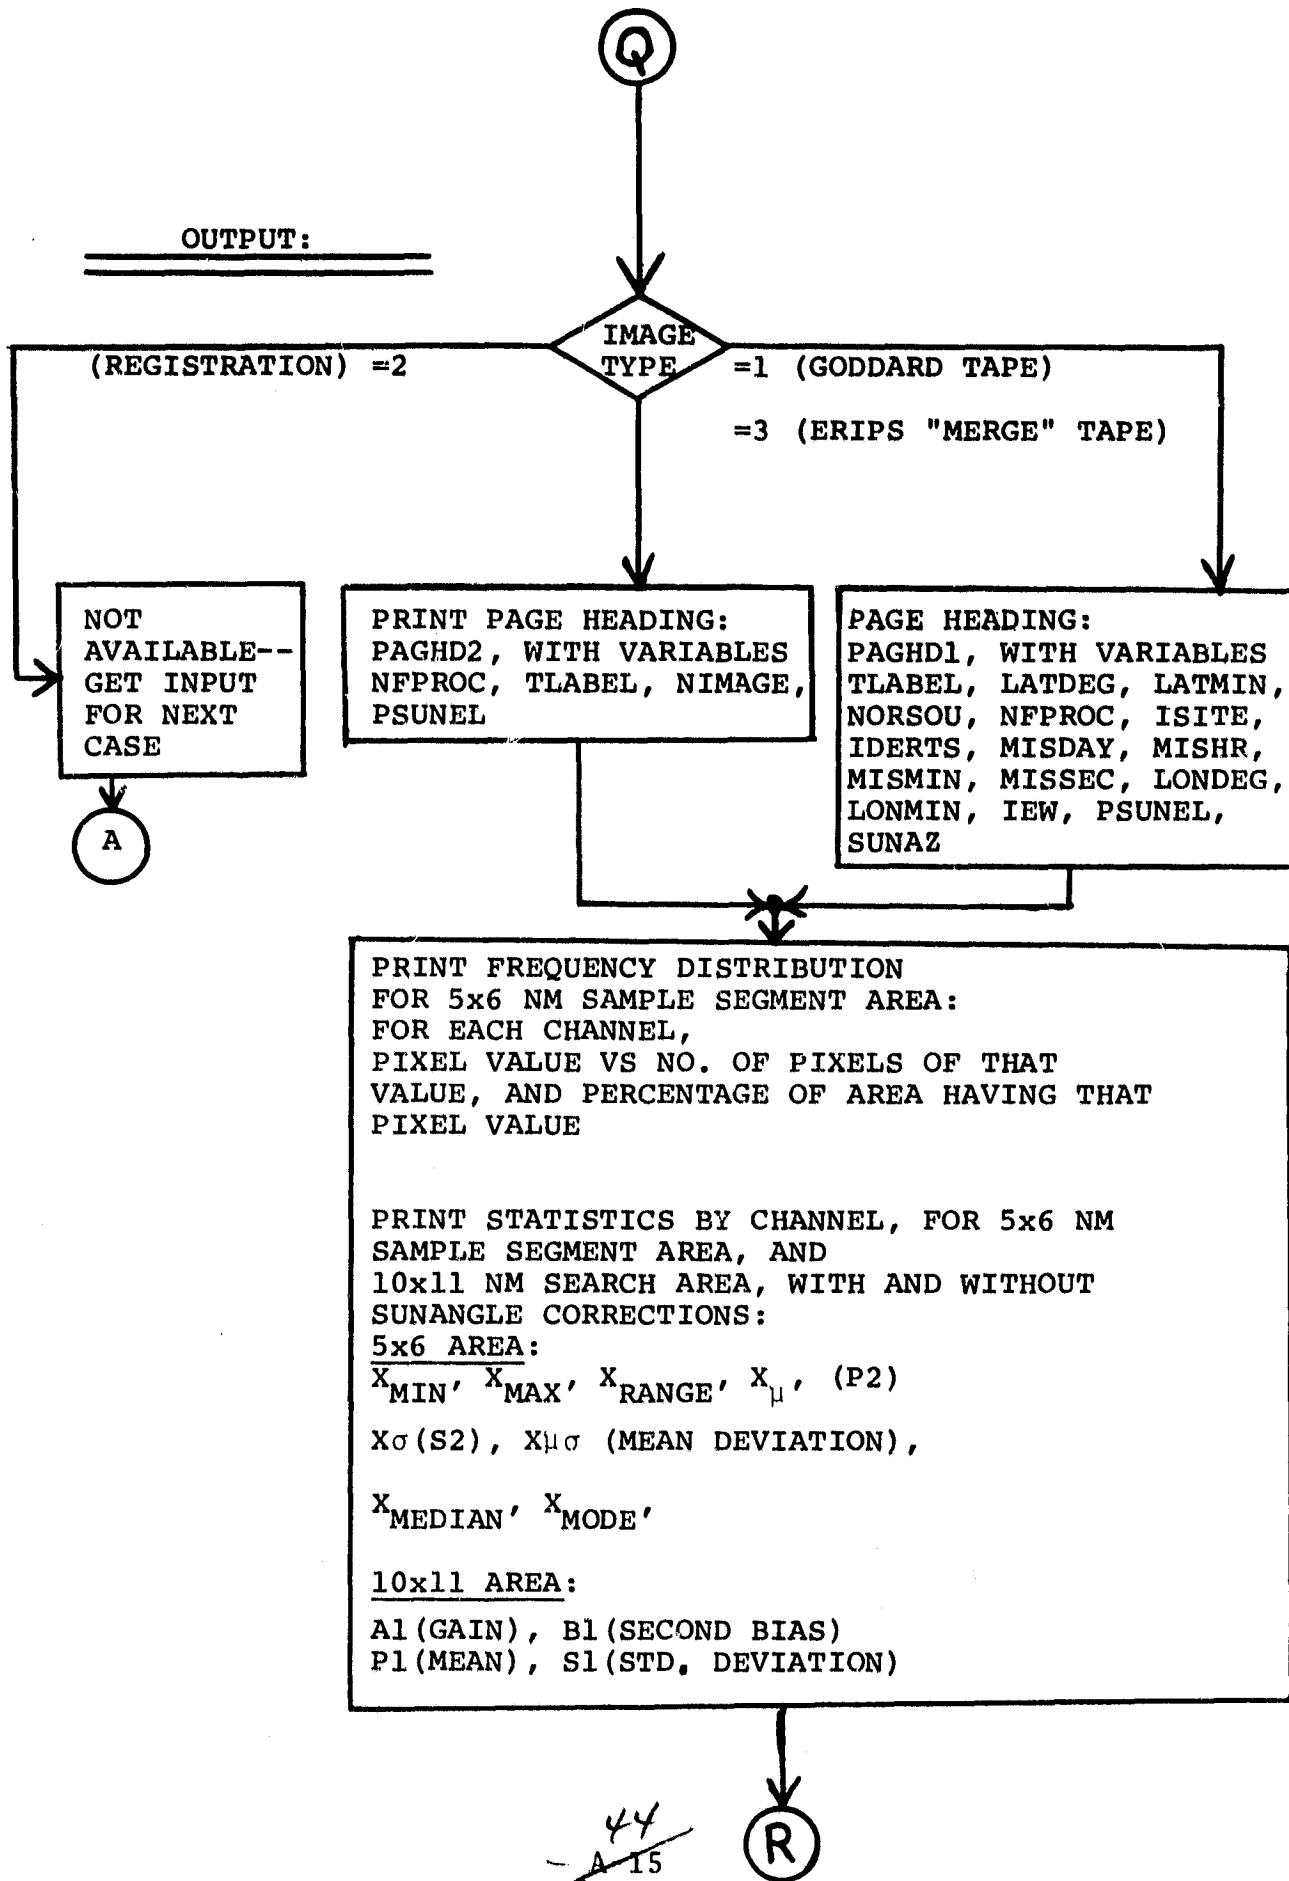 Q
OUTPUT:
IMAGE
TYPE
(REGISTRATION) =2
=1 (GODDARD TAPE)
=3 (ERIPS "MERGE" TAPE)
NOT
AVAILABLE--
GET INPUT
FOR NEXT
CASE
A
PRINT PAGE HEADING:
PAGHD2, WITH VARIABLES
NFPROC, TLABEL, NIMAGE,
PSUNEL
PAGE HEADING:
PAGHD1, WITH VARIABLES
TLABEL, LATDEG, LATMIN,
NORSOU, NFPROC, ISITE,
IDERTS, MISDAY, MISHR,
MISMIN, MISSEC, LONDEG,
LONMIN, IEW, PSUNEL,
SUNAZ
PRINT FREQUENCY DISTRIBUTION
FOR 5x6 NM SAMPLE SEGMENT AREA:
FOR EACH CHANNEL,
PIXEL VALUE VS NO. OF PIXELS OF THAT
VALUE, AND PERCENTAGE OF AREA HAVING THAT
PIXEL VALUE
PRINT STATISTICS BY CHANNEL, FOR 5x6 NM
SAMPLE SEGMENT AREA, AND
10x11 NM SEARCH AREA, WITH AND WITHOUT
SUNANGLE CORRECTIONS:
5x6 AREA:
X_MIN, X_MAX, X_RANGE, X_μ, (P2)
Xσ(S2), Xμσ (MEAN DEVIATION),
X_MEDIAN, X_MODE,
10x11 AREA:
A1(GAIN), B1(SECOND BIAS)
P1(MEAN), S1(STD. DEVIATION)
R
44
A-15